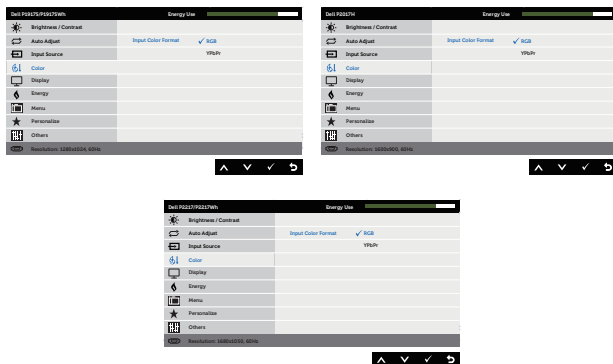 Dell P1917S/P1917SWh Energy Use
Brightness / Contrast
Auto Adjust Input Color Format ✓ RGB
Input Source YPbPr
Color
Display
Energy
Menu
Personalize
Others
Resolution: 1280x1024, 60Hz
Dell P2017H Energy Use
Brightness / Contrast
Auto Adjust Input Color Format ✓ RGB
Input Source YPbPr
Color
Display
Energy
Menu
Personalize
Others
Resolution: 1600x900, 60Hz
Dell P2217/P2217Wh Energy Use
Brightness / Contrast
Auto Adjust Input Color Format ✓ RGB
Input Source YPbPr
Color
Display
Energy
Menu
Personalize
Others
Resolution: 1680x1050, 60Hz